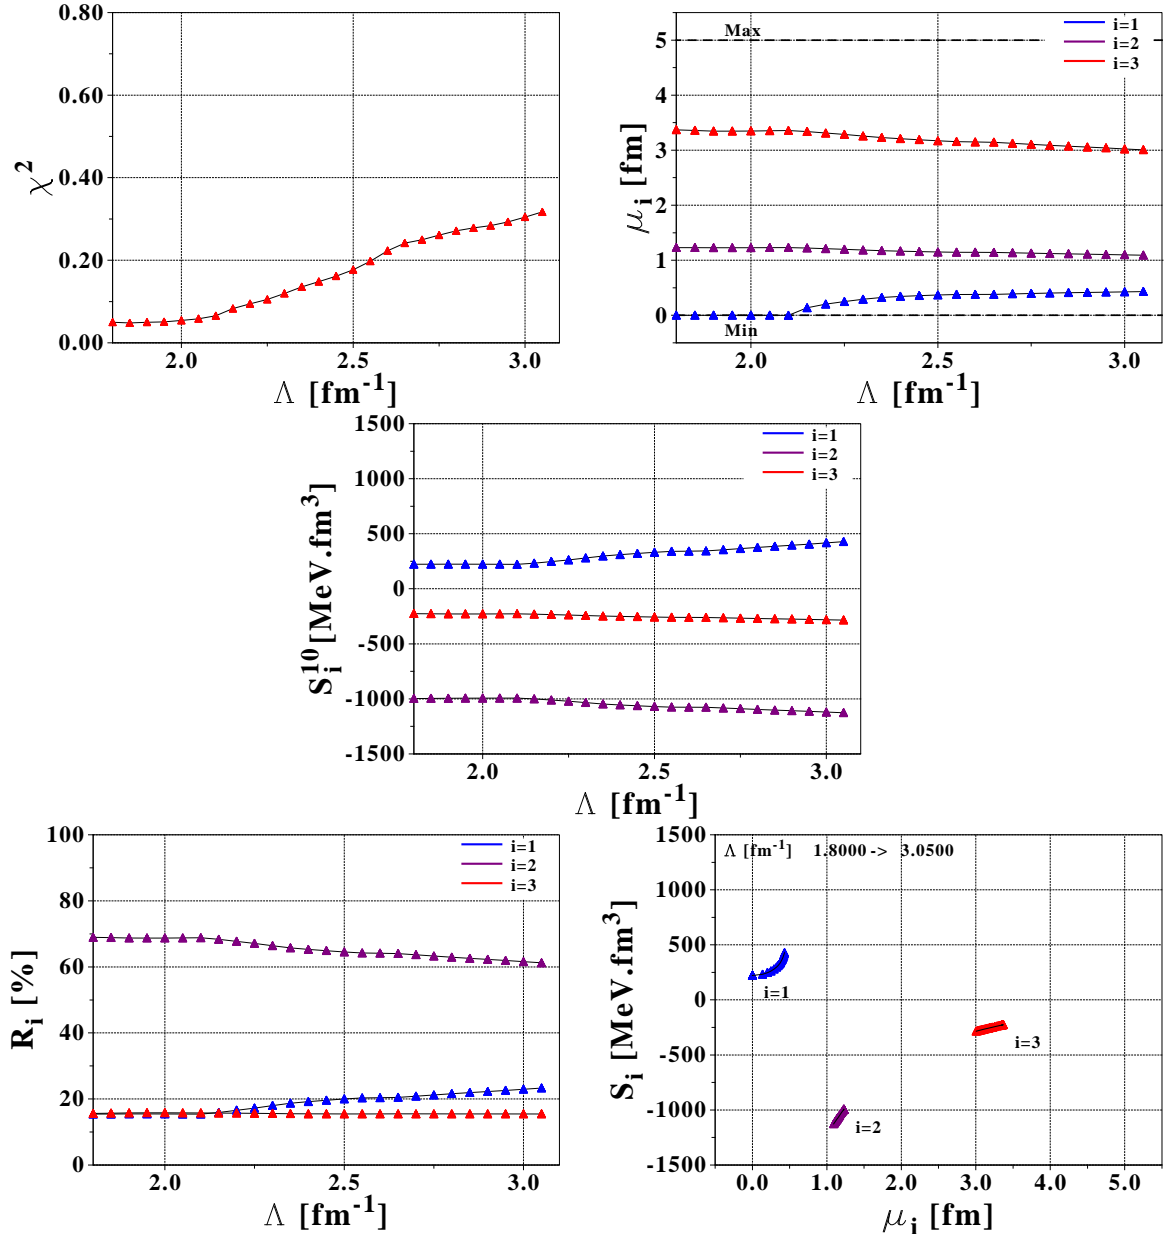 0.80
0.60
0.40
0.20
0.00
χ²
2.0 2.5 3.0
Λ [fm⁻¹]
Max
i=1
i=2
i=3
5
4
3
2
1
0
μᵢ [fm]
Min
2.0 2.5 3.0
Λ [fm⁻¹]
1500
1000
500
0
-500
-1000
-1500
Sᵢ¹⁰[MeV.fm³]
i=1
i=2
i=3
2.0 2.5 3.0
Λ [fm⁻¹]
100
80
60
40
20
0
Rᵢ [%]
i=1
i=2
i=3
2.0 2.5 3.0
Λ [fm⁻¹]
1500
1000
500
0
-500
-1000
-1500
Sᵢ [MeV.fm³]
Λ [fm⁻¹] 1.8000 -> 3.0500
i=1
i=3
i=2
0.0 1.0 2.0 3.0 4.0 5.0
μᵢ [fm]